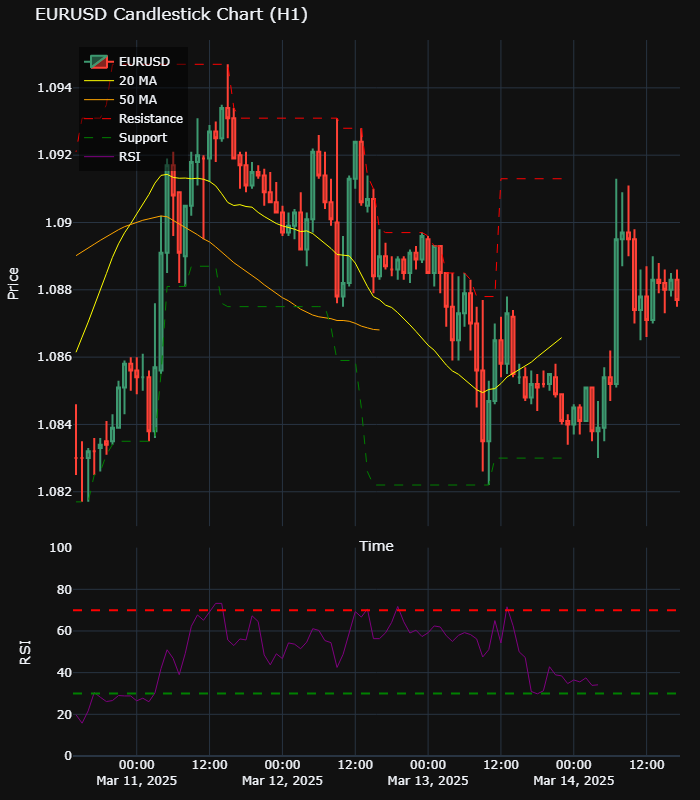 EURUSD Candlestick Chart (H1)
EURUSD
20 MA
50 MA
Resistance
Support
RSI
Price
1.094
1.092
1.09
1.088
1.086
1.084
1.082
Time
RSI
100
80
60
40
20
0
00:00 12:00 00:00 12:00 00:00 12:00 00:00 12:00
Mar 11, 2025 Mar 12, 2025 Mar 13, 2025 Mar 14, 2025